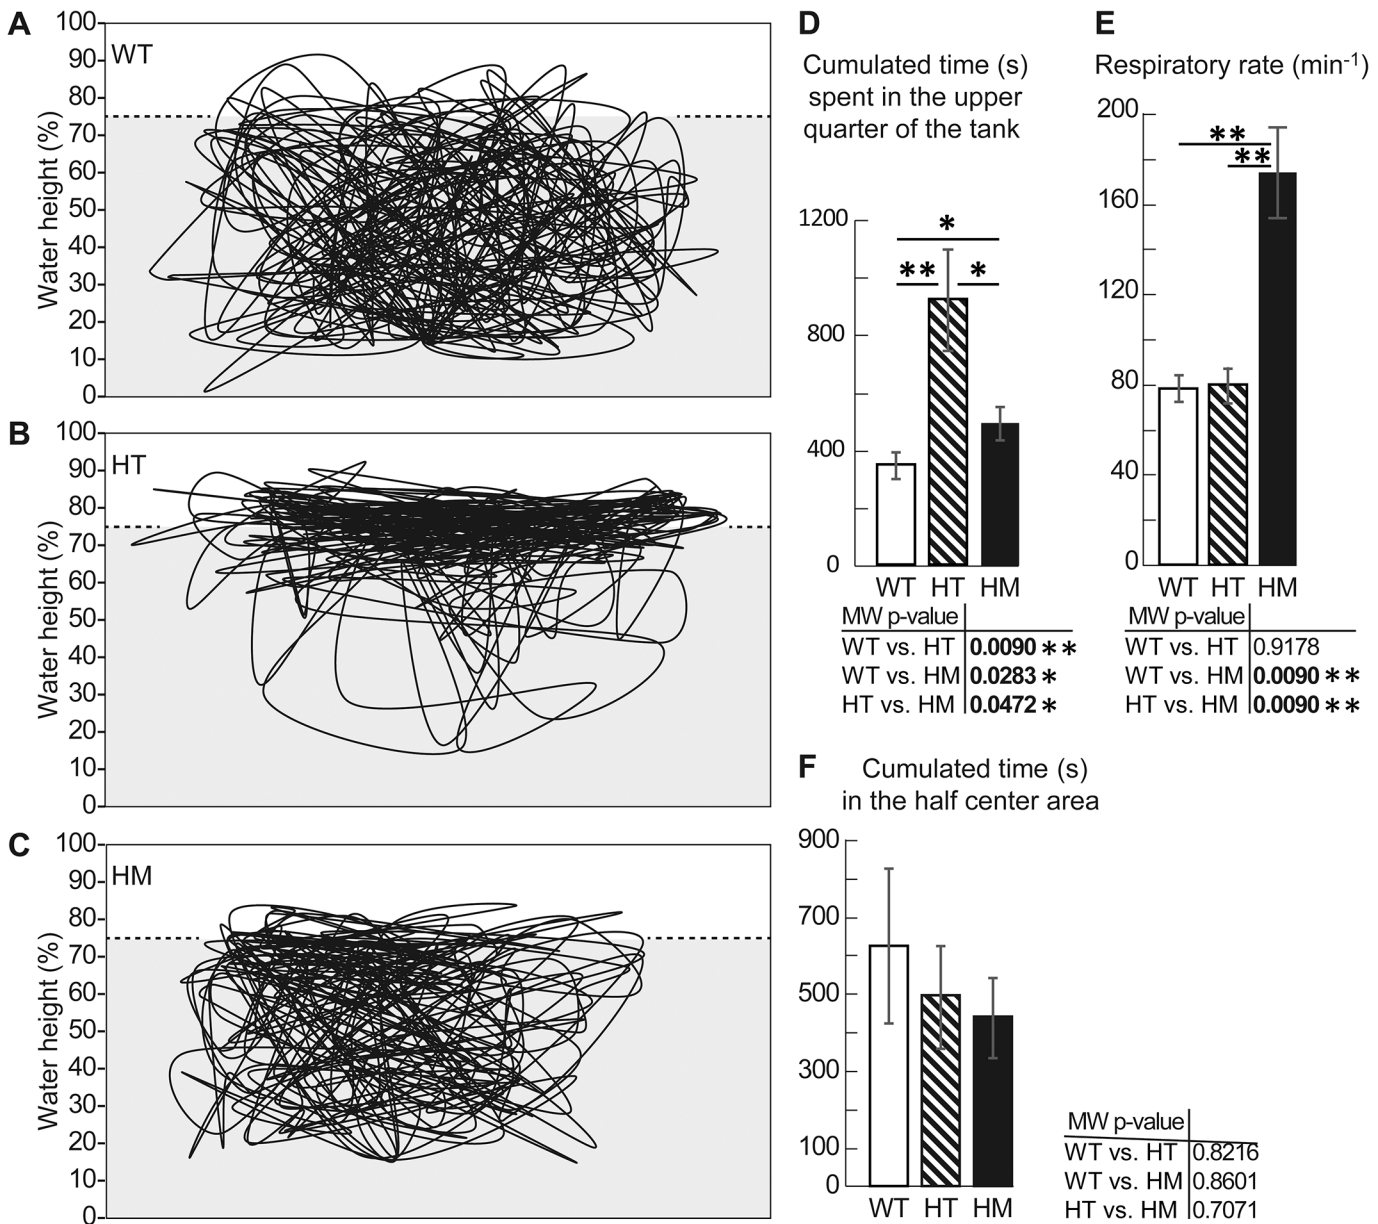 A
WT
Water height (%)
100
90
80
70
60
50
40
30
20
10
0
B
HT
Water height (%)
100
90
80
70
60
50
40
30
20
10
0
C
HM
Water height (%)
100
90
80
70
60
50
40
30
20
10
0
D
Cumulated time (s)
spent in the upper
quarter of the tank
1200
800
400
0
** * *
WT HT HM
MW p-value
WT vs. HT 0.0090 **
WT vs. HM 0.0283 *
HT vs. HM 0.0472 *
E
Respiratory rate (min-1)
200
160
120
80
40
0
**
**
WT HT HM
MW p-value
WT vs. HT 0.9178
WT vs. HM 0.0090 **
HT vs. HM 0.0090 **
F
Cumulated time (s)
in the half center area
900
700
500
300
100
0
WT HT HM
MW p-value
WT vs. HT 0.8216
WT vs. HM 0.8601
HT vs. HM 0.7071